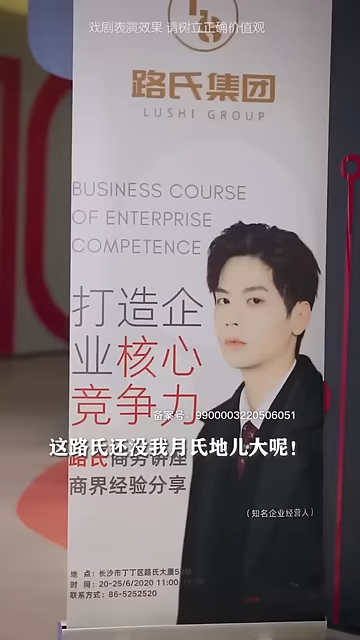 戏剧表演效果 请树立正确价值观
路氏集团
LUSHI GROUP
BUSINESS COURSE
OF ENTERPRISE
COMPETENCE
打造企
业核心
竞争力
备案号：9900003220506051
这路氏还没我月氏地儿大呢！
路氏商务讲座
商界经验分享
（知名企业经营人）
地 点：长沙市丁丁区路氏大厦
时 间：20-25/6/2020 11:00-
联系方式：86-5252520